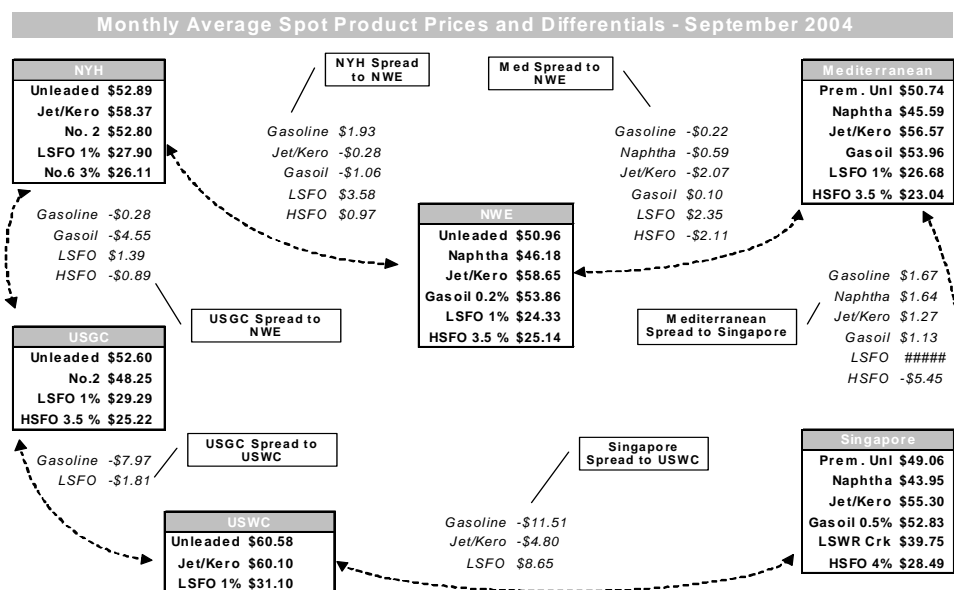 Monthly Average Spot Product Prices and Differentials - September 2004
NYH
Unleaded $52.89
Jet/Kero $58.37
No. 2 $52.80
LSFO 1% $27.90
No.6 3% $26.11
NYH Spread
to NWE
Gasoline $1.93
Jet/Kero -$0.28
Gasoil -$1.06
LSFO $3.58
HSFO $0.97
Med Spread to
NWE
Gasoline -$0.22
Naphtha -$0.59
Jet/Kero -$2.07
Gasoil $0.10
LSFO $2.35
HSFO -$2.11
Mediterranean
Prem. Unl $50.74
Naphtha $45.59
Jet/Kero $56.57
Gasoil $53.96
LSFO 1% $26.68
HSFO 3.5 % $23.04
Gasoline -$0.28
Gasoil -$4.55
LSFO $1.39
HSFO -$0.89
USGC Spread to
NWE
NWE
Unleaded $50.96
Naphtha $46.18
Jet/Kero $58.65
Gasoil 0.2% $53.86
LSFO 1% $24.33
HSFO 3.5 % $25.14
Mediterranean
Spread to Singapore
Gasoline $1.67
Naphtha $1.64
Jet/Kero $1.27
Gasoil $1.13
LSFO #####
HSFO -$5.45
USGC
Unleaded $52.60
No.2 $48.25
LSFO 1% $29.29
HSFO 3.5 % $25.22
Gasoline -$7.97
LSFO -$1.81
USGC Spread to
USWC
Singapore
Spread to USWC
Gasoline -$11.51
Jet/Kero -$4.80
LSFO $8.65
Singapore
Prem. Unl $49.06
Naphtha $43.95
Jet/Kero $55.30
Gasoil 0.5% $52.83
LSWR Crk $39.75
HSFO 4% $28.49
USWC
Unleaded $60.58
Jet/Kero $60.10
LSFO 1% $31.10